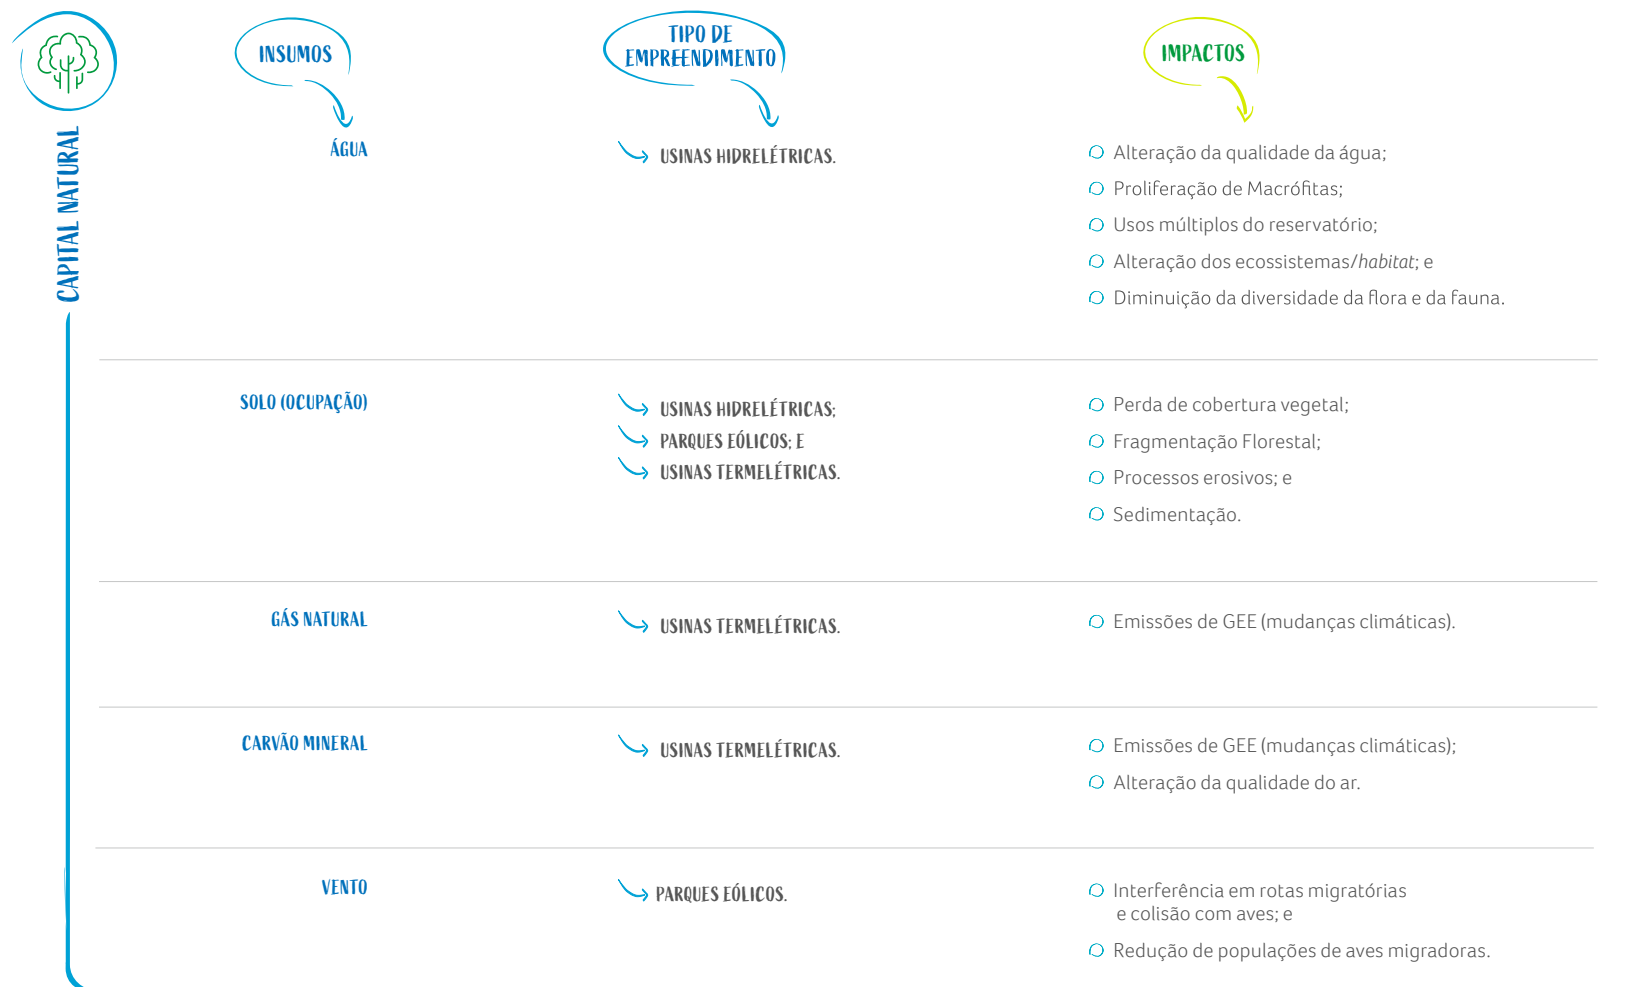 INSUMOS
TIPO DE
EMPREENDIMENTO
IMPACTOS
CAPITAL NATURAL
ÁGUA
USINAS HIDRELÉTRICAS.
Alteração da qualidade da água;
Proliferação de Macrófitas;
Usos múltiplos do reservatório;
Alteração dos ecossistemas/habitat; e
Diminuição da diversidade da flora e da fauna.
SOLO (OCUPAÇÃO)
USINAS HIDRELÉTRICAS;
PARQUES EÓLICOS; E
USINAS TERMELÉTRICAS.
Perda de cobertura vegetal;
Fragmentação Florestal;
Processos erosivos; e
Sedimentação.
GÁS NATURAL
USINAS TERMELÉTRICAS.
Emissões de GEE (mudanças climáticas).
CARVÃO MINERAL
USINAS TERMELÉTRICAS.
Emissões de GEE (mudanças climáticas);
Alteração da qualidade do ar.
VENTO
PARQUES EÓLICOS.
Interferência em rotas migratórias
e colisão com aves; e
Redução de populações de aves migradoras.